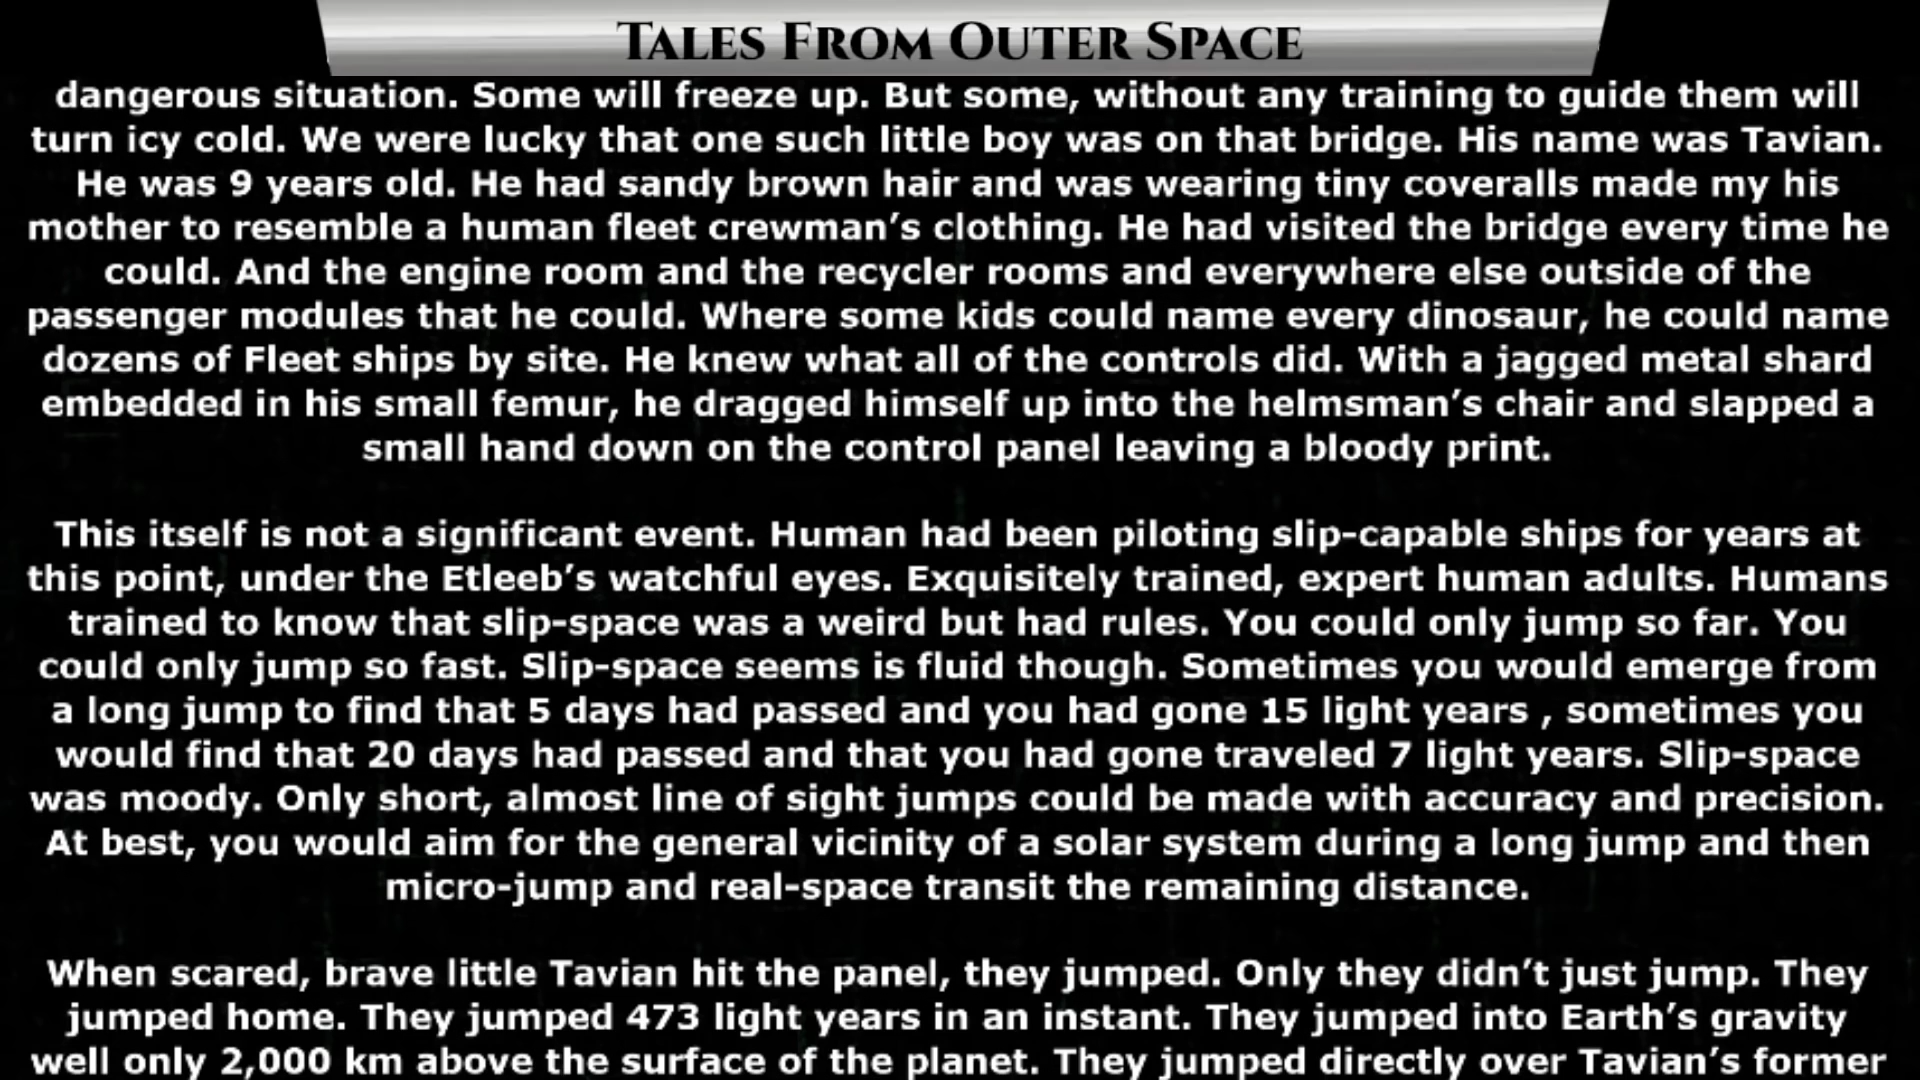 Tales From Outer Space
dangerous situation. Some will freeze up. But some, without any training to guide them will
turn icy cold. We were lucky that one such little boy was on that bridge. His name was Tavian.
He was 9 years old. He had sandy brown hair and was wearing tiny coveralls made my his
mother to resemble a human fleet crewman’s clothing. He had visited the bridge every time he
could. And the engine room and the recycler rooms and everywhere else outside of the
passenger modules that he could. Where some kids could name every dinosaur, he could name
dozens of Fleet ships by site. He knew what all of the controls did. With a jagged metal shard
embedded in his small femur, he dragged himself up into the helmsman’s chair and slapped a
small hand down on the control panel leaving a bloody print.
This itself is not a significant event. Human had been piloting slip-capable ships for years at
this point, under the Etleeb’s watchful eyes. Exquisitely trained, expert human adults. Humans
trained to know that slip-space was a weird but had rules. You could only jump so far. You
could only jump so fast. Slip-space seems is fluid though. Sometimes you would emerge from
a long jump to find that 5 days had passed and you had gone 15 light years , sometimes you
would find that 20 days had passed and that you had gone traveled 7 light years. Slip-space
was moody. Only short, almost line of sight jumps could be made with accuracy and precision.
At best, you would aim for the general vicinity of a solar system during a long jump and then
micro-jump and real-space transit the remaining distance.
When scared, brave little Tavian hit the panel, they jumped. Only they didn’t just jump. They
jumped home. They jumped 473 light years in an instant. They jumped into Earth’s gravity
well only 2,000 km above the surface of the planet. They jumped directly over Tavian’s former